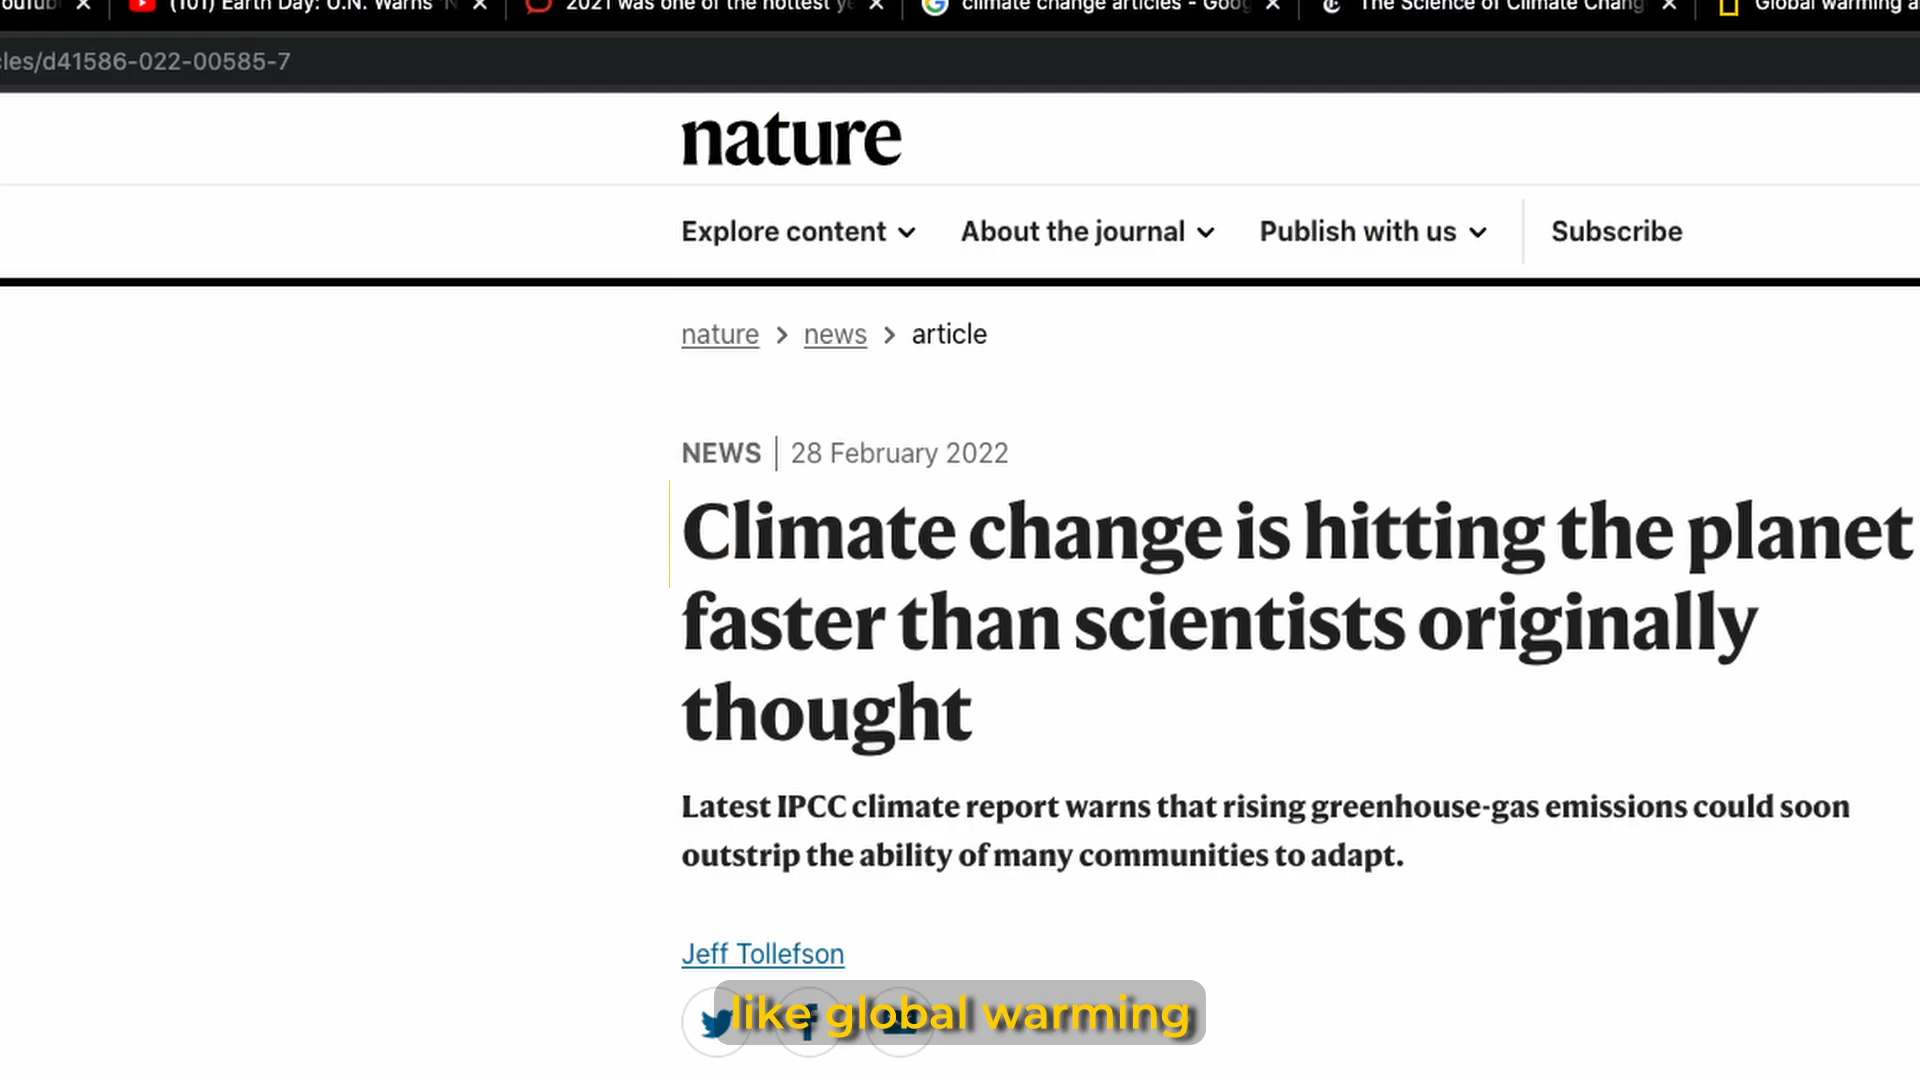 (101) Earth Day: U.N. Warns
2021 was one of the hottest
climate change articles - Goog
The Science of Climate Chang
Global warming
cles/d41586-022-00585-7
nature
Explore content
About the journal
Publish with us
Subscribe
nature > news > article
NEWS | 28 February 2022
Climate change is hitting the planet
faster than scientists originally
thought
Latest IPCC climate report warns that rising greenhouse-gas emissions could soon
outstrip the ability of many communities to adapt.
Jeff Tollefson
like global warming